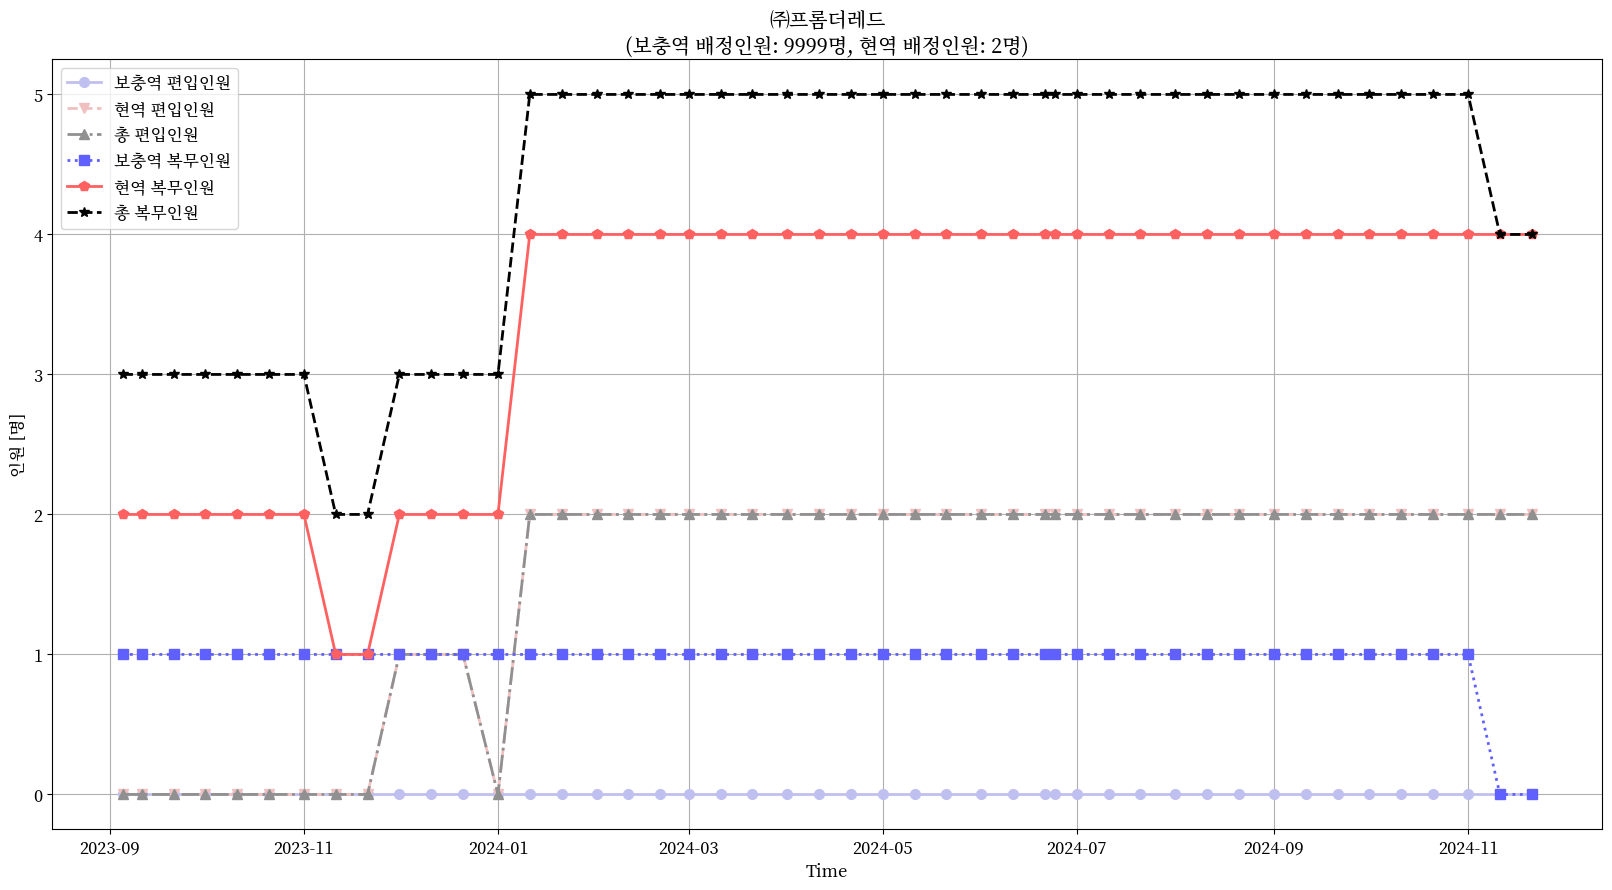 ㈜프롬더레드
(보충역 배정인원: 9999명, 현역 배정인원: 2명)
보충역 편입인원
현역 편입인원
총 편입인원
보충역 복무인원
현역 복무인원
총 복무인원
5
4
3
2
1
0
인원 [명]
2023-09
2023-11
2024-01
2024-03
2024-05
2024-07
2024-09
2024-11
Time